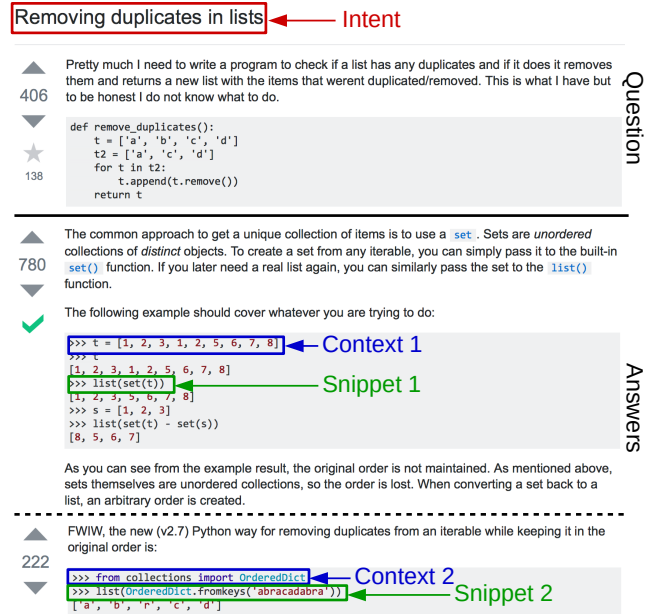 Removing duplicates in lists
Intent
Pretty much I need to write a program to check if a list has any duplicates and if it does it removes
them and returns a new list with the items that werent duplicated/removed. This is what I have but
to be honest I do not know what to do.
406
138
def remove_duplicates():
    t = ['a', 'b', 'c', 'd']
    t2 = ['a', 'c', 'd']
    for t in t2:
        t.append(t.remove())
    return t
Question
The common approach to get a unique collection of items is to use a set . Sets are unordered
collections of distinct objects. To create a set from any iterable, you can simply pass it to the built-in
set() function. If you later need a real list again, you can similarly pass the set to the list()
function.
780
The following example should cover whatever you are trying to do:
>>> t = [1, 2, 3, 1, 2, 5, 6, 7, 8]
Context 1
>>> t
[1, 2, 3, 1, 2, 5, 6, 7, 8]
>>> list(set(t))
Snippet 1
[1, 2, 3, 5, 6, 7, 8]
>>> s = [1, 2, 3]
>>> list(set(t) - set(s))
[8, 5, 6, 7]
Answers
As you can see from the example result, the original order is not maintained. As mentioned above,
sets themselves are unordered collections, so the order is lost. When converting a set back to a
list, an arbitrary order is created.
FWIW, the new (v2.7) Python way for removing duplicates from an iterable while keeping it in the
original order is:
222
>>> from collections import OrderedDict
Context 2
>>> list(OrderedDict.fromkeys('abracadabra'))
Snippet 2
['a', 'b', 'r', 'c', 'd']